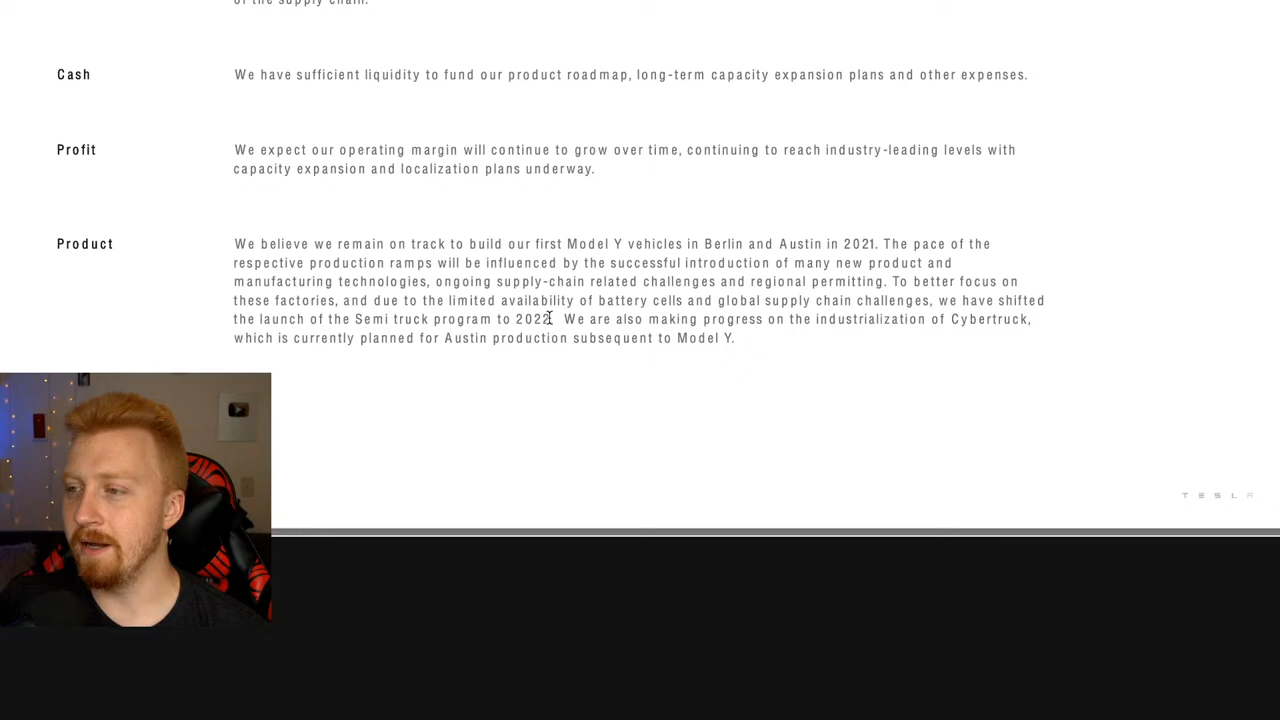 of the supply chain.
Cash
We have sufficient liquidity to fund our product roadmap, long-term capacity expansion plans and other expenses.
Profit
We expect our operating margin will continue to grow over time, continuing to reach industry-leading levels with
capacity expansion and localization plans underway.
Product
We believe we remain on track to build our first Model Y vehicles in Berlin and Austin in 2021. The pace of the
respective production ramps will be influenced by the successful introduction of many new product and
manufacturing technologies, ongoing supply-chain related challenges and regional permitting. To better focus on
these factories, and due to the limited availability of battery cells and global supply chain challenges, we have shifted
the launch of the Semi truck program to 2022. We are also making progress on the industrialization of Cybertruck,
which is currently planned for Austin production subsequent to Model Y.
TESLA